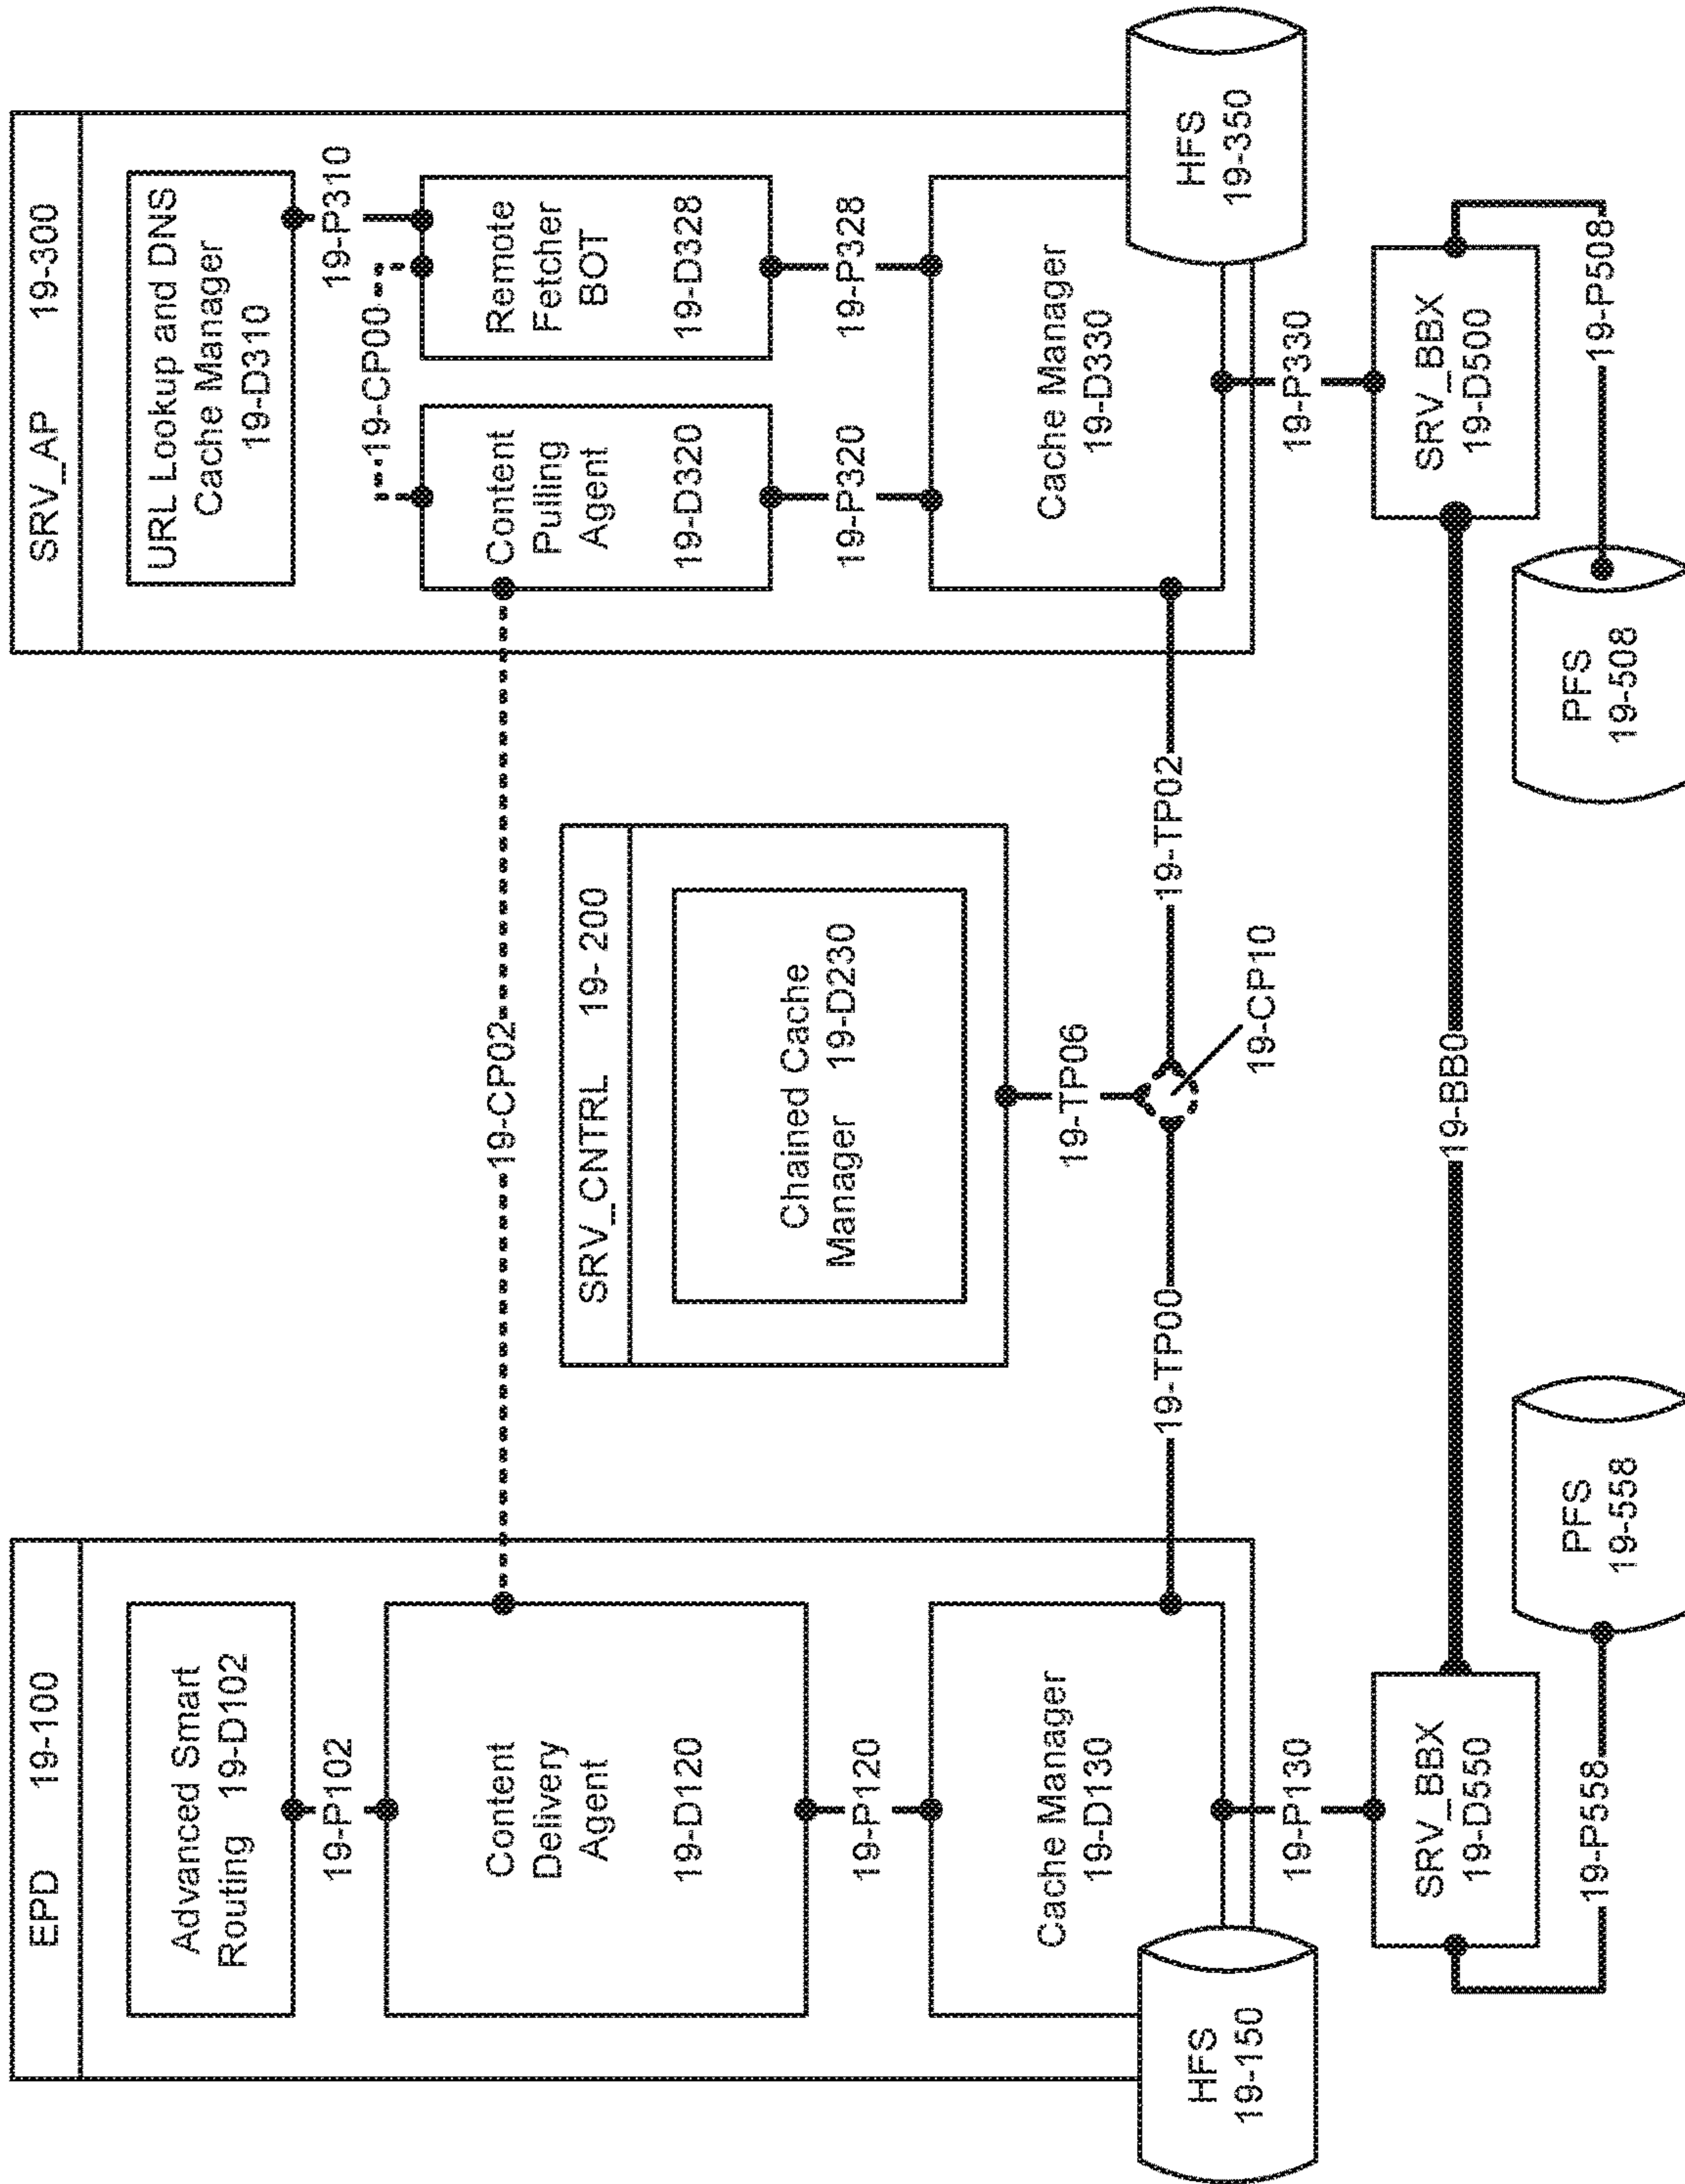 EPD 19-100
Advanced Smart
Routing 19-D102
19-P102
Content
Delivery
Agent
19-D120
19-P120
Cache Manager
19-D130
HFS
19-150
19-P130
SRV_BBX
19-D550
19-P558
PFS
19-558
19-CP02
SRV_CNTRL 19-200
Chained Cache
Manager 19-D230
19-TP06
19-TP00
19-TP02
19-CP10
19-BB0
SRV_AP 19-300
URL Lookup and DNS
Cache Manager
19-D310
19-P310
19-CP00
Content
Pulling
Agent
19-D320
Remote
Fetcher
BOT
19-D328
19-P320
19-P328
Cache Manager
19-D330
HFS
19-350
19-P330
SRV_BBX
19-D500
19-P508
PFS
19-508